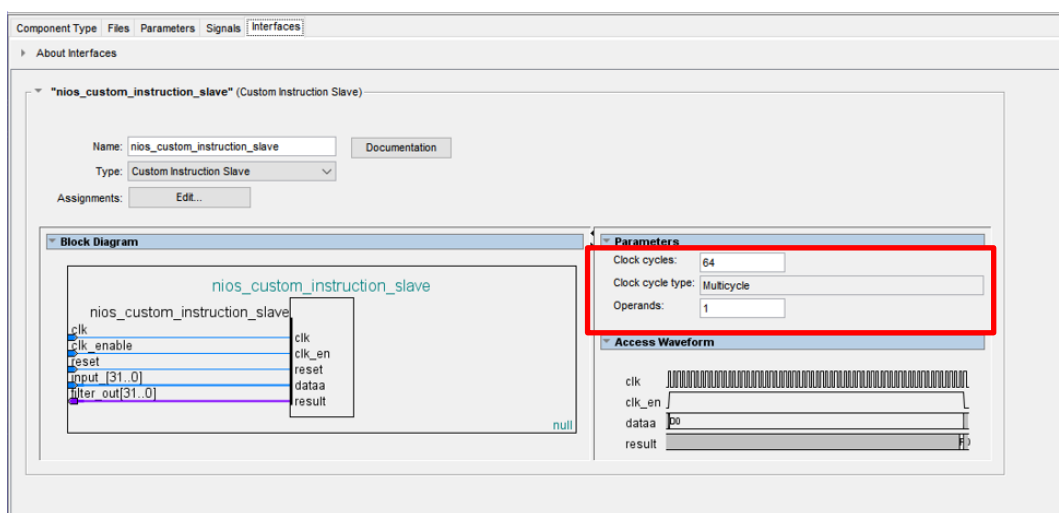 Component Type Files Parameters Signals Interfaces
About Interfaces
"nios_custom_instruction_slave" (Custom Instruction Slave)
Name: nios_custom_instruction_slave Documentation
Type: Custom Instruction Slave
Assignments: Edit...
Block Diagram
nios_custom_instruction_slave
nios_custom_instruction_slave
clk
clk_enable
reset
input_[31..0]
filter_out[31..0]
clk
clk_en
reset
dataa
result
null
Parameters
Clock cycles: 64
Clock cycle type: Multicycle
Operands: 1
Access Waveform
clk
clk_en
dataa D0
result